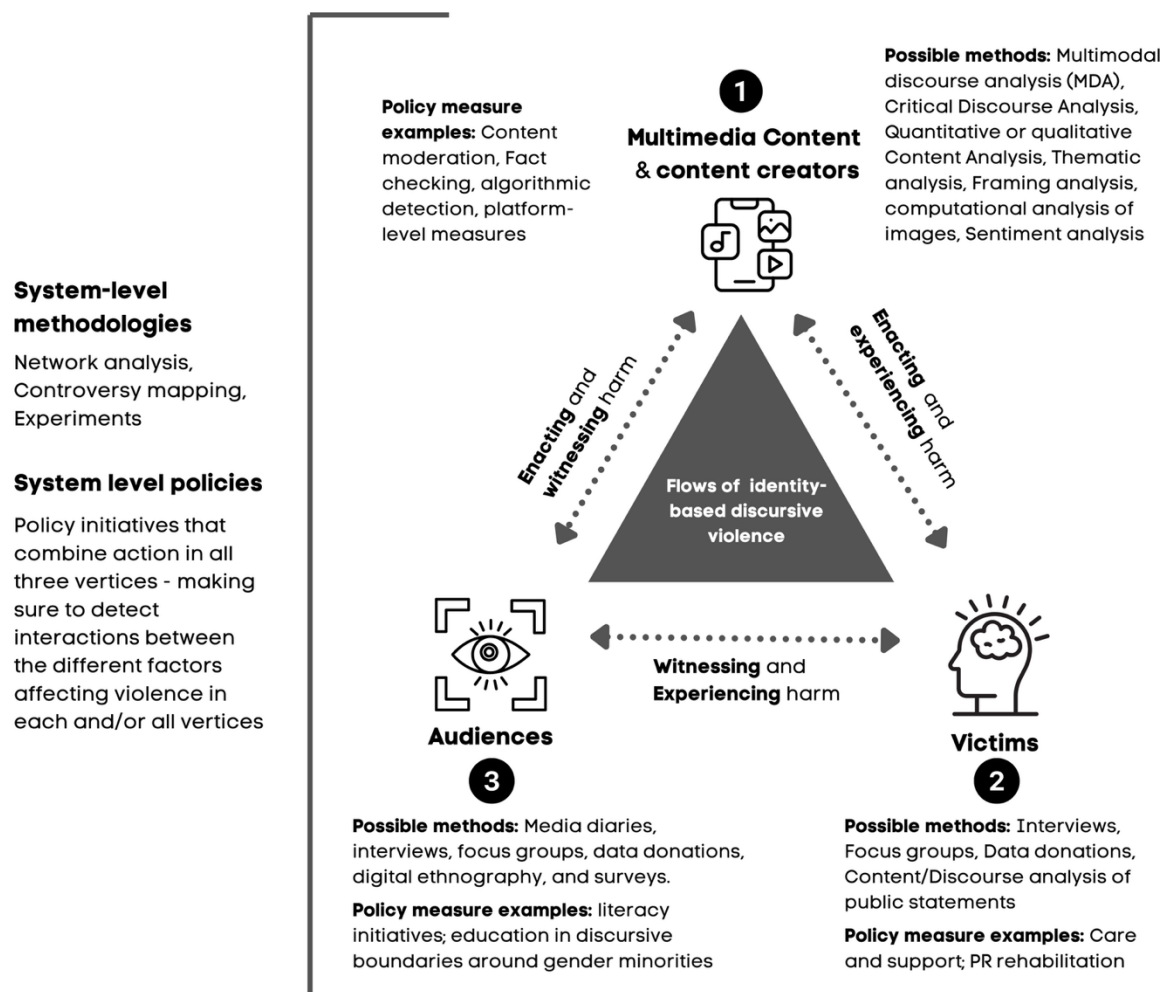 System-level
methodologies
Network analysis,
Controversy mapping,
Experiments
System level policies
Policy initiatives that
combine action in all
three vertices - making
sure to detect
interactions between
the different factors
affecting violence in
each and/or all vertices
Policy measure
examples: Content
moderation, Fact
checking, algorithmic
detection, platform-
level measures
1
Multimedia Content
& content creators
Possible methods: Multimodal
discourse analysis (MDA),
Critical Discourse Analysis,
Quantitative or qualitative
Content Analysis, Thematic
analysis, Framing analysis,
computational analysis of
images, Sentiment analysis
Enacting and
witnessing harm
Enacting and
experiencing harm
Flows of identity-
based discursive
violence
Witnessing and
Experiencing harm
Audiences
3
Possible methods: Media diaries,
interviews, focus groups, data donations,
digital ethnography, and surveys.
Policy measure examples: literacy
initiatives; education in discursive
boundaries around gender minorities
Victims
2
Possible methods: Interviews,
Focus groups, Data donations,
Content/Discourse analysis of
public statements
Policy measure examples: Care
and support; PR rehabilitation